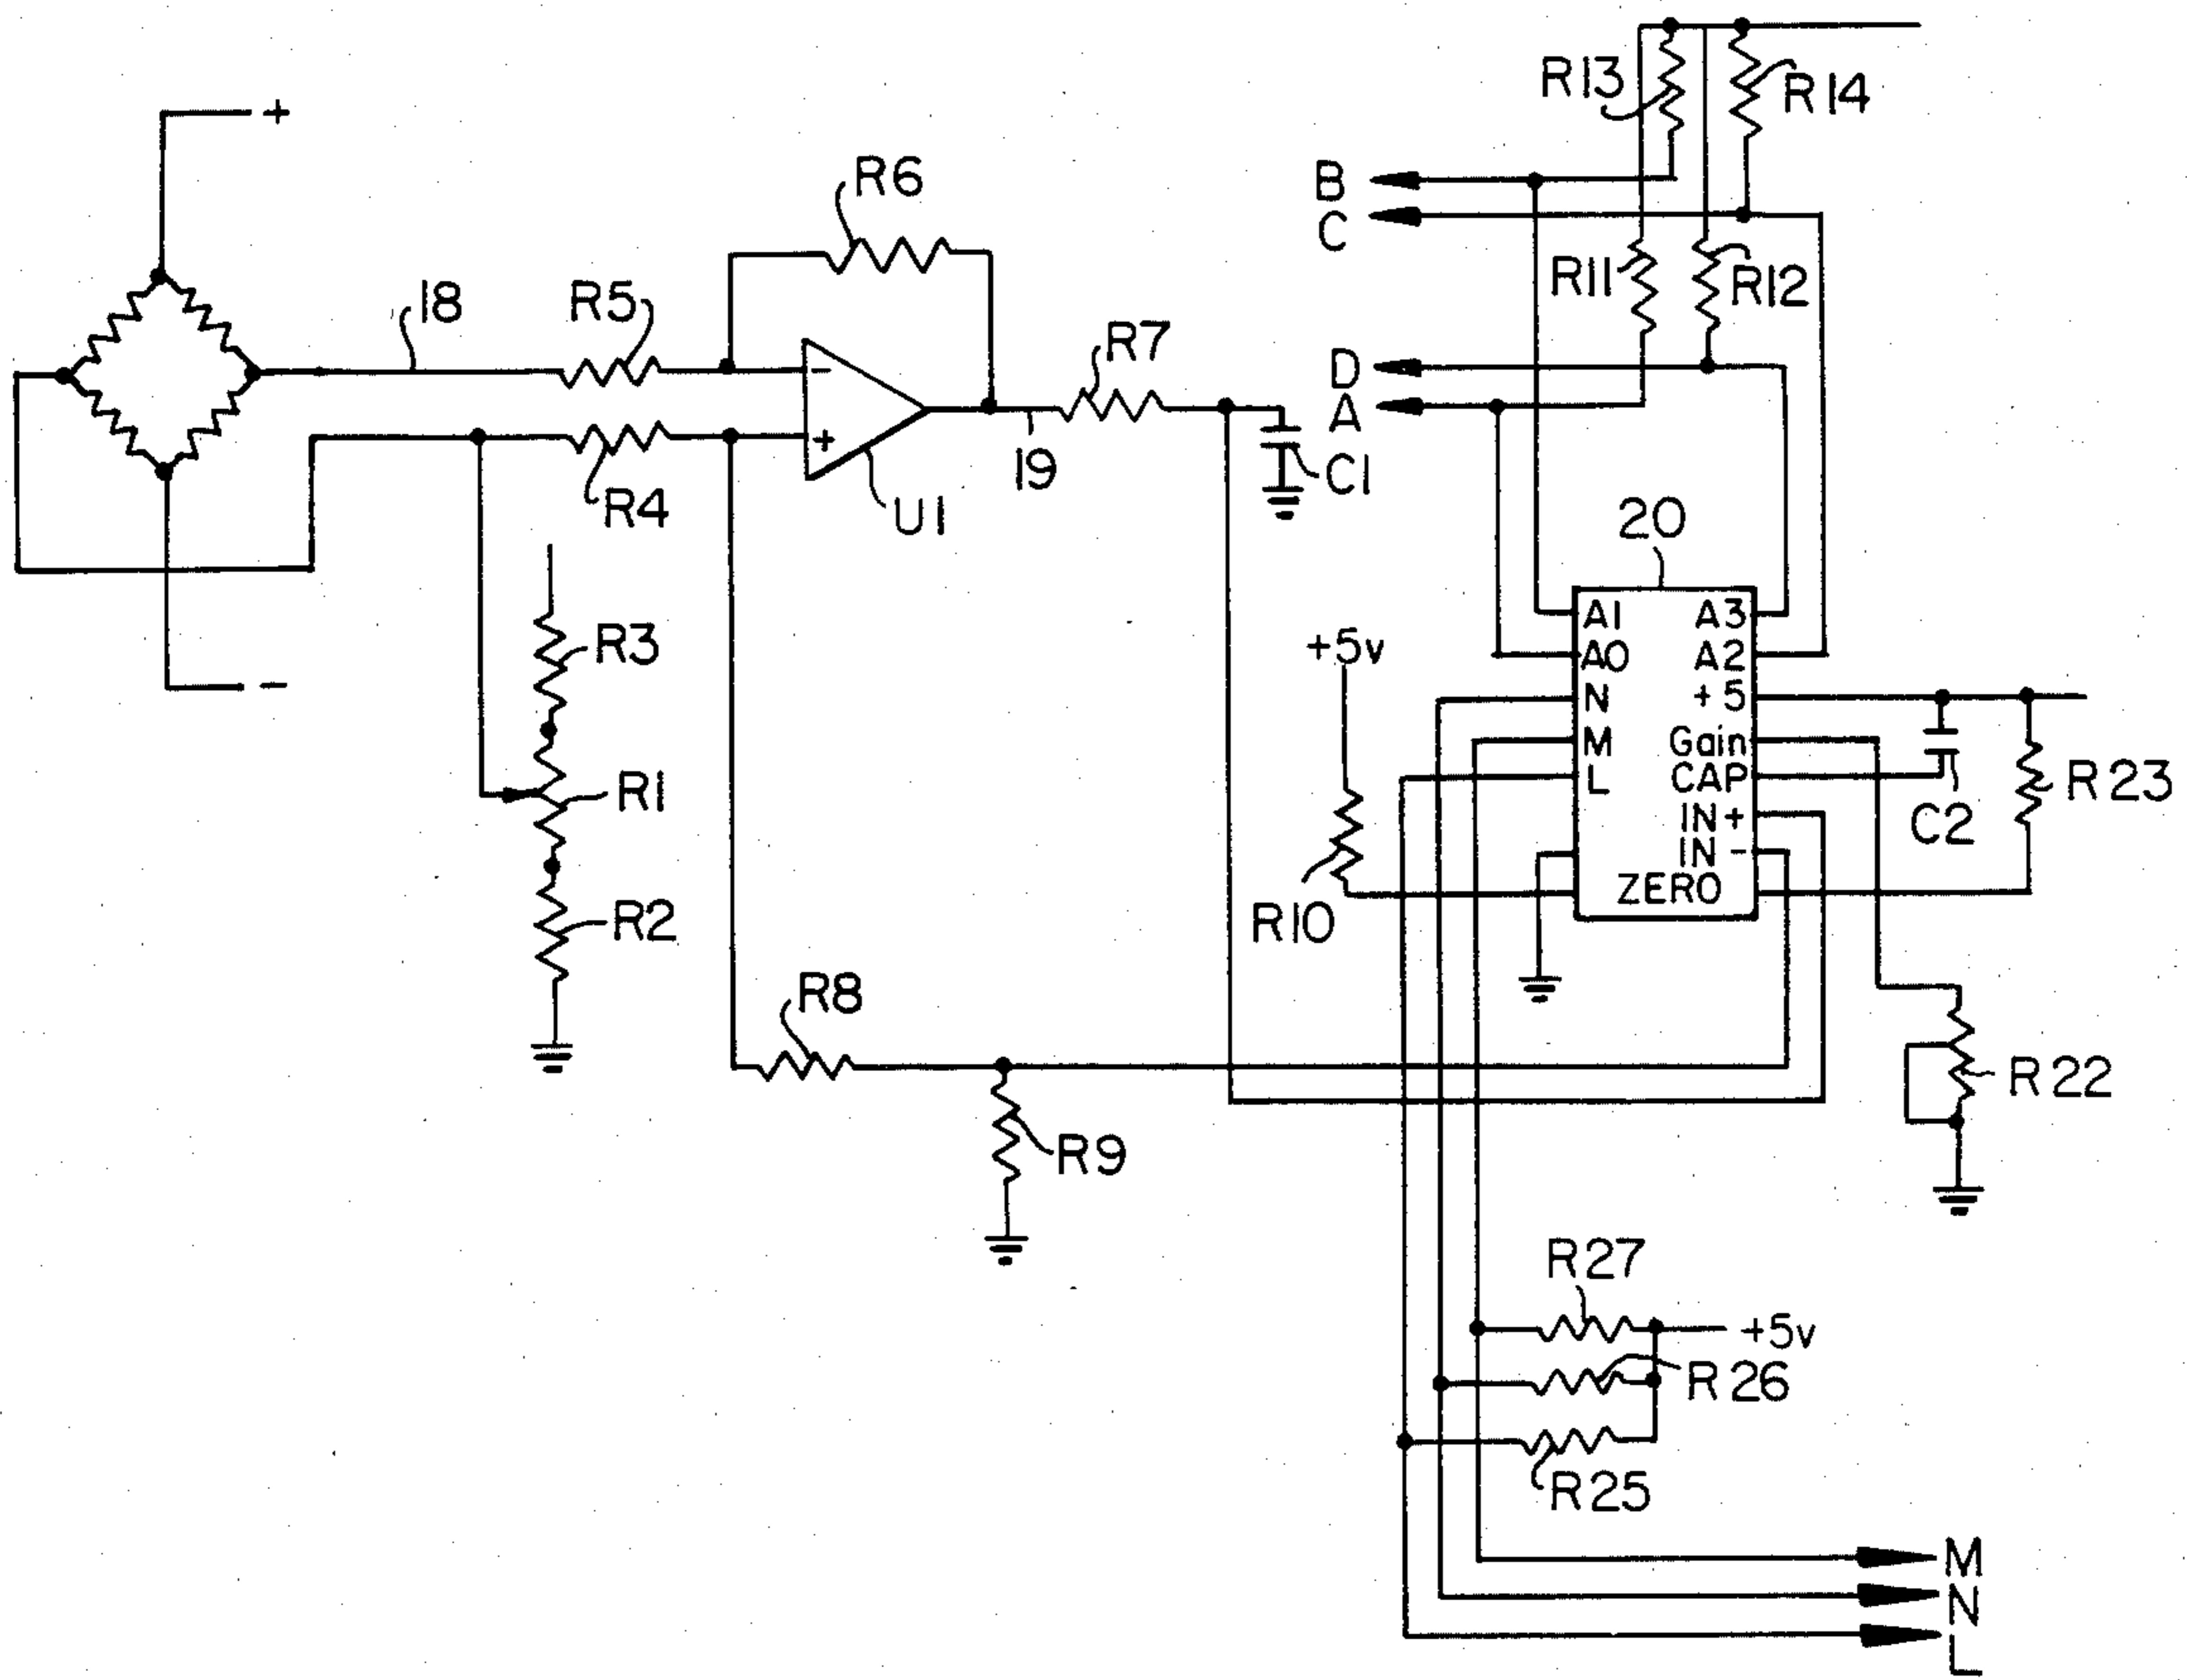 R13
R14
+
R6
B
C
18
R5
R11
R12
R7
D
A
-
+
19
C1
R4
U1
20
R3
+5v
A1 A3
A0 A2
N +5
M Gain
L CAP
IN+
IN -
ZERO
-
R1
C2
R23
R2
R10
R8
R22
R9
R27
+5v
R26
R25
M
N
L